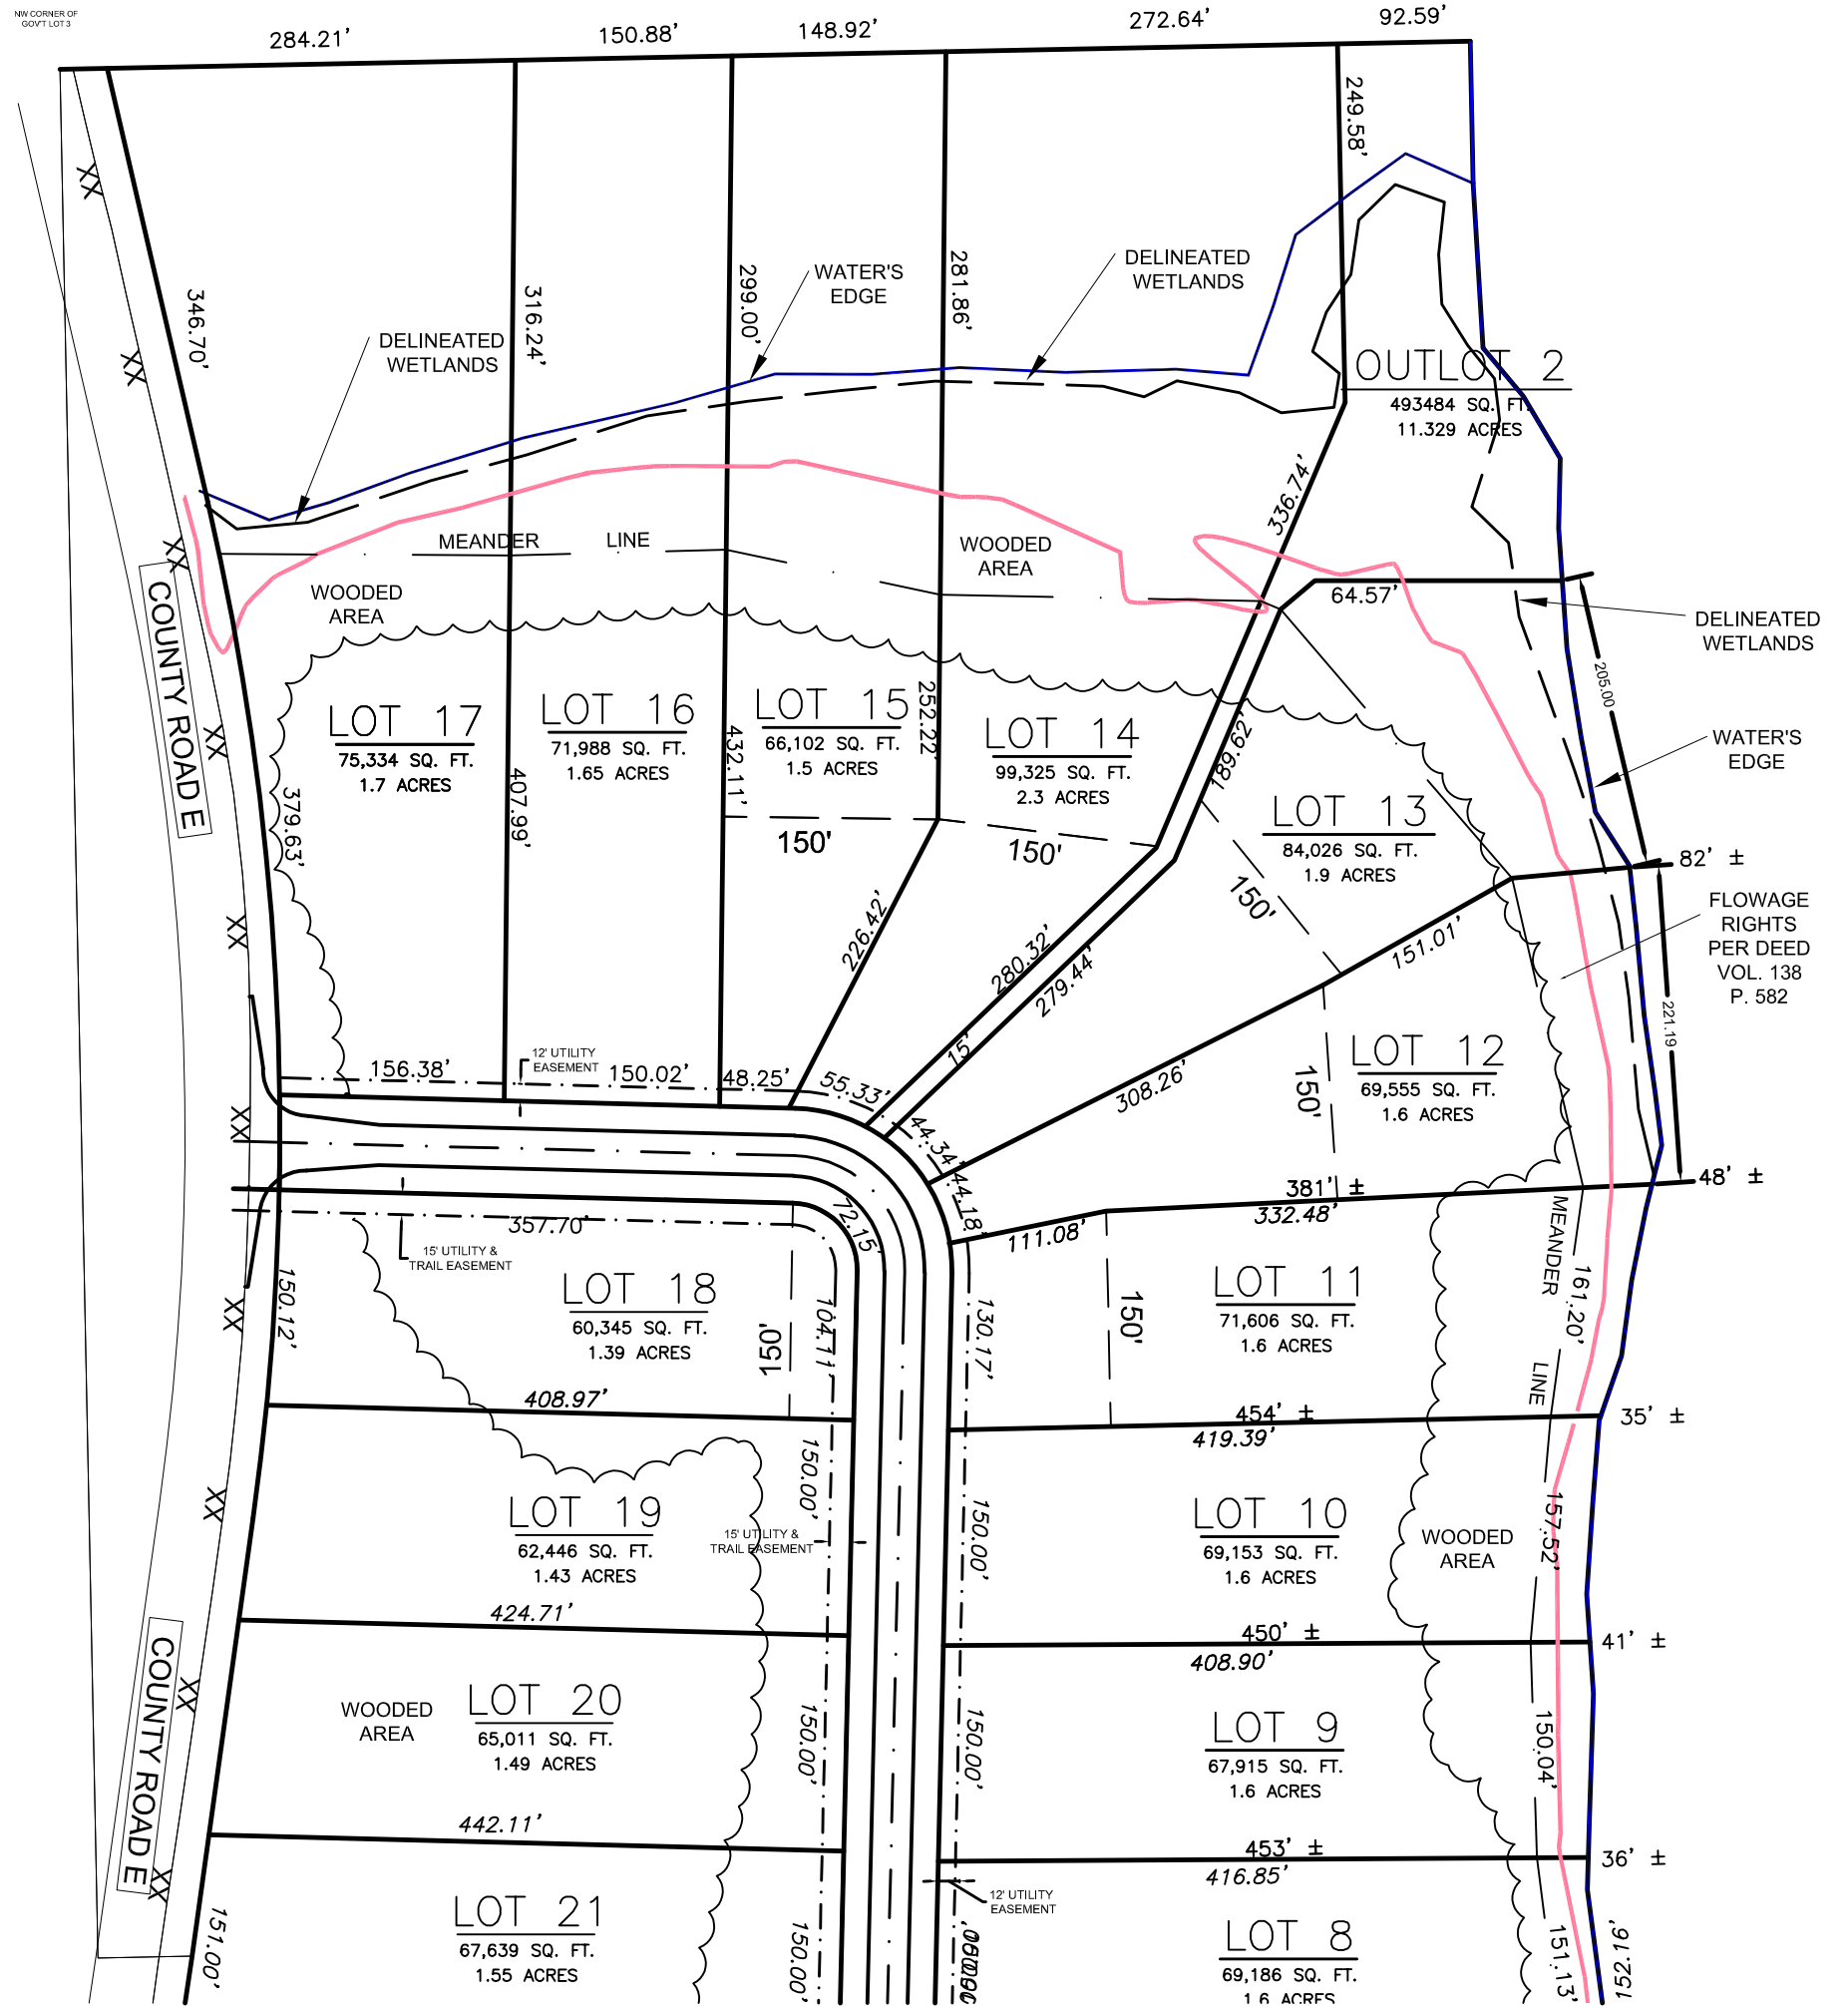 NW CORNER OF
GOV'T LOT 3
284.21'
150.88'
148.92'
272.64'
92.59'
249.58'
346.70'
316.24'
299.00'
281.86'
WATER'S
EDGE
DELINEATED
WETLANDS
DELINEATED
WETLANDS
OUTLOT 2
493484 SQ. FT.
11.329 ACRES
336.74'
MEANDER LINE
WOODED
AREA
WOODED
AREA
64.57'
DELINEATED
WETLANDS
COUNTY ROAD E
205.00
LOT 17
75,334 SQ. FT.
1.7 ACRES
LOT 16
71,988 SQ. FT.
1.65 ACRES
LOT 15
66,102 SQ. FT.
1.5 ACRES
LOT 14
99,325 SQ. FT.
2.3 ACRES
252.22'
432.11'
407.99'
379.63'
189.62'
WATER'S
EDGE
LOT 13
84,026 SQ. FT.
1.9 ACRES
150'
150'
150'
82' ±
FLOWAGE
RIGHTS
PER DEED
VOL. 138
P. 582
226.42'
280.32'
279.44'
151.01'
221.19
15'
308.26'
150'
LOT 12
69,555 SQ. FT.
1.6 ACRES
12' UTILITY
EASEMENT
156.38'
150.02'
48.25'
55.33'
44.34'
44.18'
381' ±
332.48'
48' ±
111.08'
72.15'
357.70'
15' UTILITY &
TRAIL EASEMENT
150.12'
LOT 18
60,345 SQ. FT.
1.39 ACRES
150'
104.11'
130.17'
150'
LOT 11
71,606 SQ. FT.
1.6 ACRES
MEANDER
LINE
161.20'
408.97'
454' ±
419.39'
35' ±
LOT 19
62,446 SQ. FT.
1.43 ACRES
15' UTILITY &
TRAIL EASEMENT
150.00'
150.00'
LOT 10
69,153 SQ. FT.
1.6 ACRES
WOODED
AREA
157.52'
424.71'
450' ±
408.90'
41' ±
COUNTY ROAD E
WOODED
AREA
LOT 20
65,011 SQ. FT.
1.49 ACRES
150.00'
150.00'
LOT 9
67,915 SQ. FT.
1.6 ACRES
150.04'
442.11'
453' ±
416.85'
36' ±
12' UTILITY
EASEMENT
151.00'
LOT 21
67,639 SQ. FT.
1.55 ACRES
150.00'
LOT 8
69,186 SQ. FT.
1.6 ACRES
151.13'
152.16'